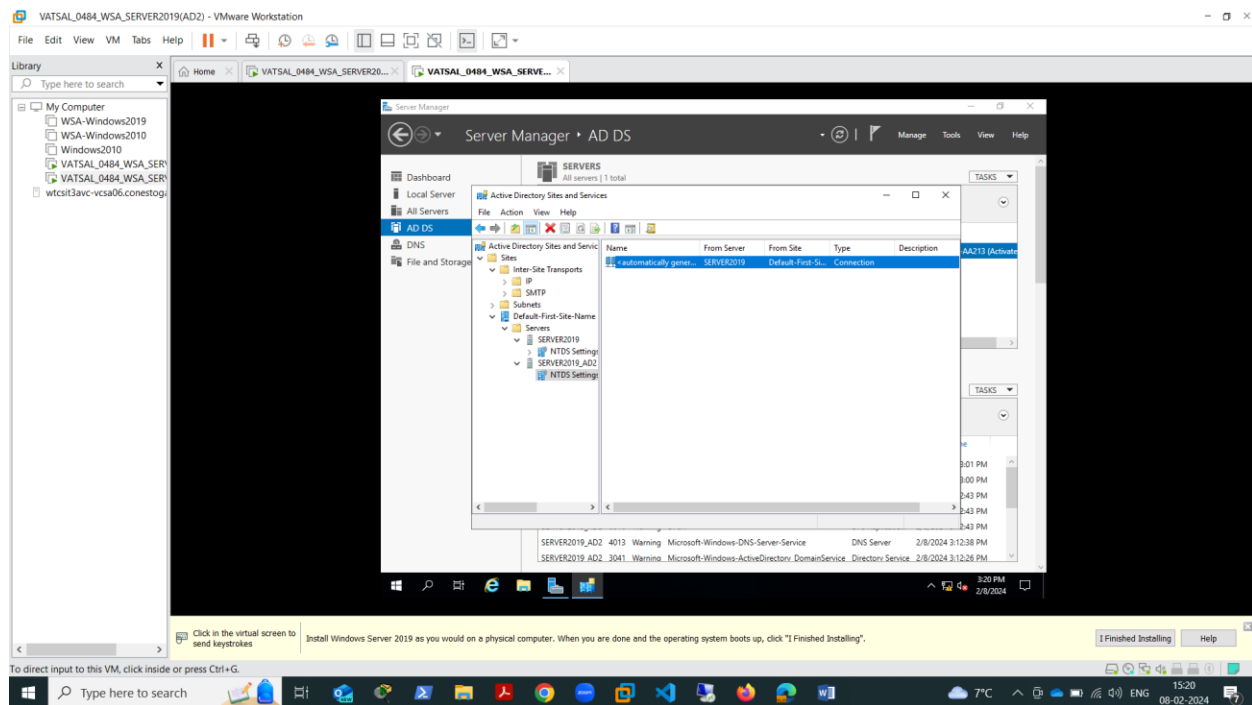 VATSAL_0484_WSA_SERVER2019(AD2) - VMware Workstation
File Edit View VM Tabs Help
Library
Type here to search
My Computer
WSA-Windows2019
WSA-Windows2010
Windows2010
VATSAL_0484_WSA_SERV
VATSAL_0484_WSA_SERV
wtcsit3avc-vcsa06.conestoga
Home VATSAL_0484_WSA_SERVER20... VATSAL_0484_WSA_SERVE...
Server Manager
Server Manager AD DS Manage Tools View Help
Dashboard
Local Server
All Servers
AD DS
DNS
File and Storage
SERVERS
All servers | 1 total
TASKS
Active Directory Sites and Services
File Action View Help
Active Directory Sites and Servic
Sites
Inter-Site Transports
IP
SMTP
Subnets
Default-First-Site-Name
Servers
SERVER2019
NTDS Settings
SERVER2019_AD2
NTDS Settings
Name From Server From Site Type Description
<automatically gener... SERVER2019 Default-First-Si... Connection
-AA213 (Activate
TASKS
3:01 PM
3:00 PM
2:43 PM
2:43 PM
2:43 PM
SERVER2019_AD2 4013 Warning Microsoft-Windows-DNS-Server-Service DNS Server 2/8/2024 3:12:38 PM
SERVER2019_AD2 3041 Warning Microsoft-Windows-ActiveDirectory_DomainService Directory Service 2/8/2024 3:12:26 PM
3:20 PM
2/8/2024
Click in the virtual screen to
send keystrokes
Install Windows Server 2019 as you would on a physical computer. When you are done and the operating system boots up, click "I Finished Installing".
I Finished Installing Help
To direct input to this VM, click inside or press Ctrl+G.
Type here to search
7°C ENG
15:20
08-02-2024
7